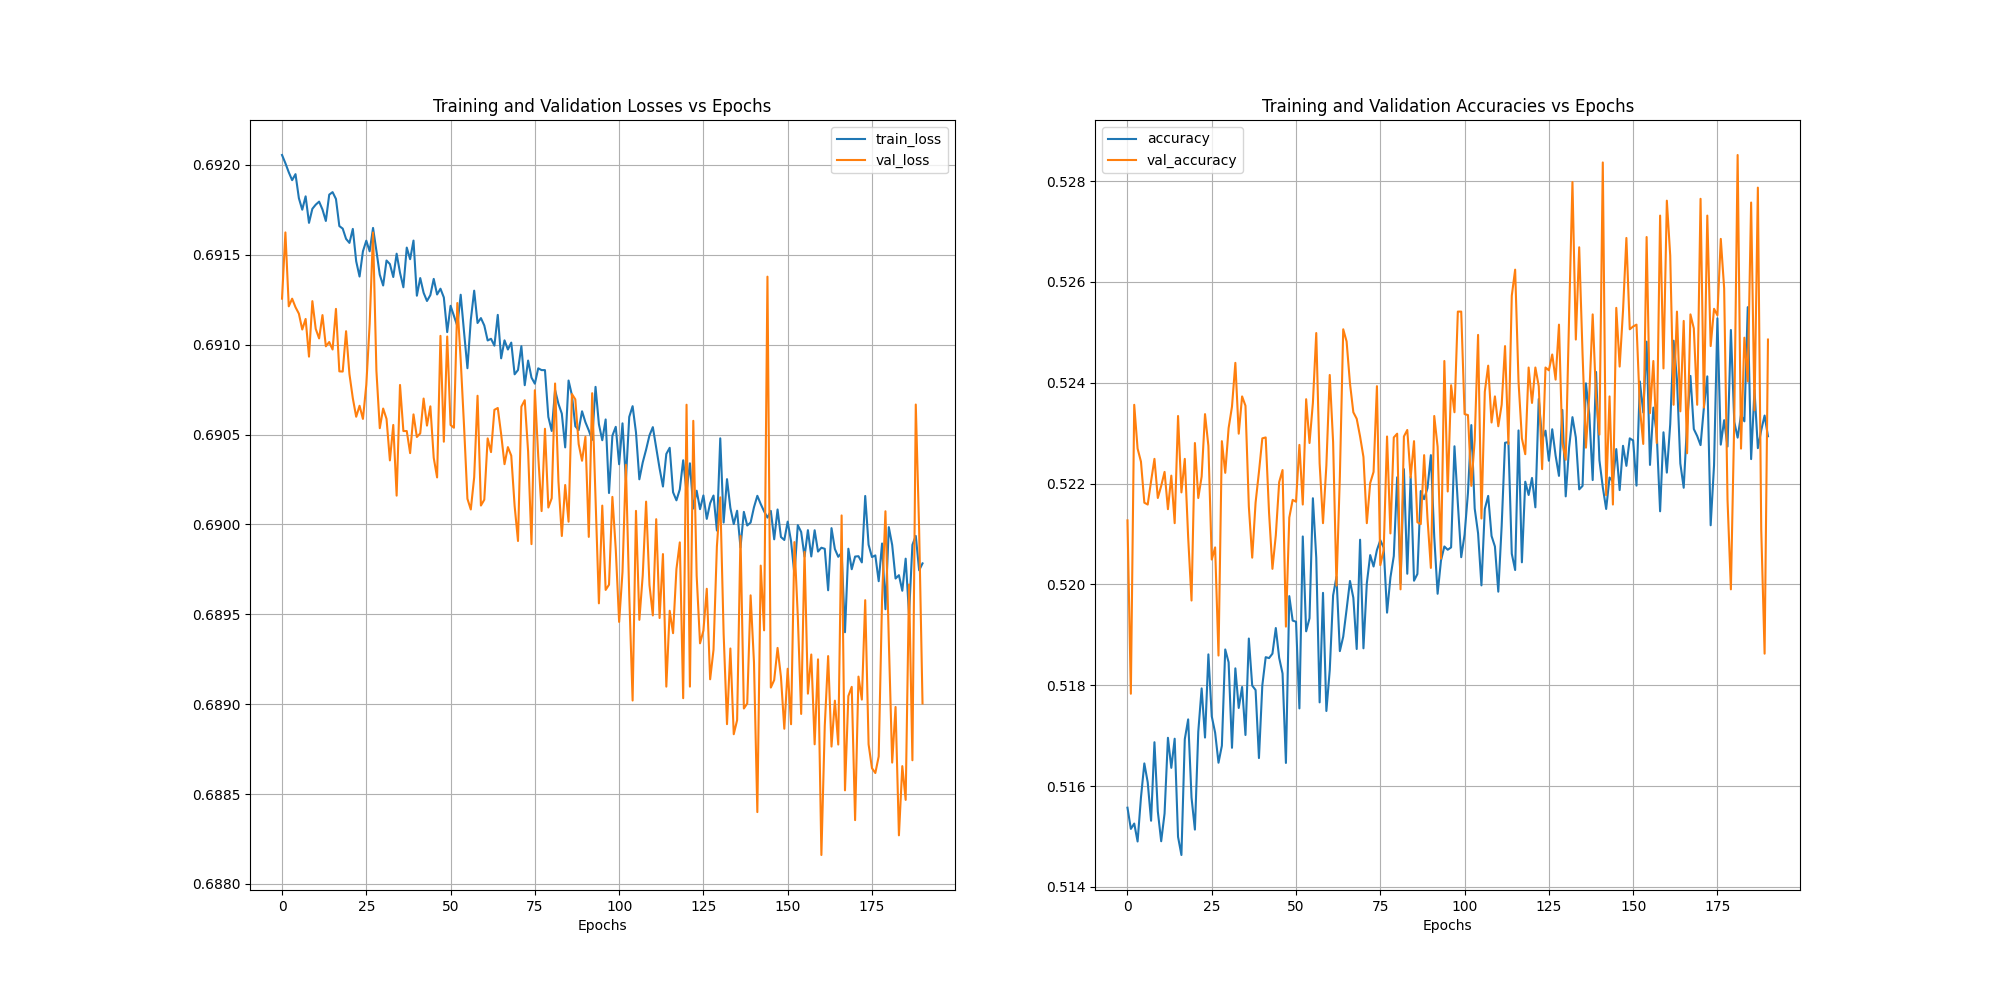 Training and Validation Losses vs Epochs
train_loss
val_loss
0.6920
0.6915
0.6910
0.6905
0.6900
0.6895
0.6890
0.6885
0.6880
0 25 50 75 100 125 150 175
Epochs
Training and Validation Accuracies vs Epochs
accuracy
val_accuracy
0.528
0.526
0.524
0.522
0.520
0.518
0.516
0.514
0 25 50 75 100 125 150 175
Epochs